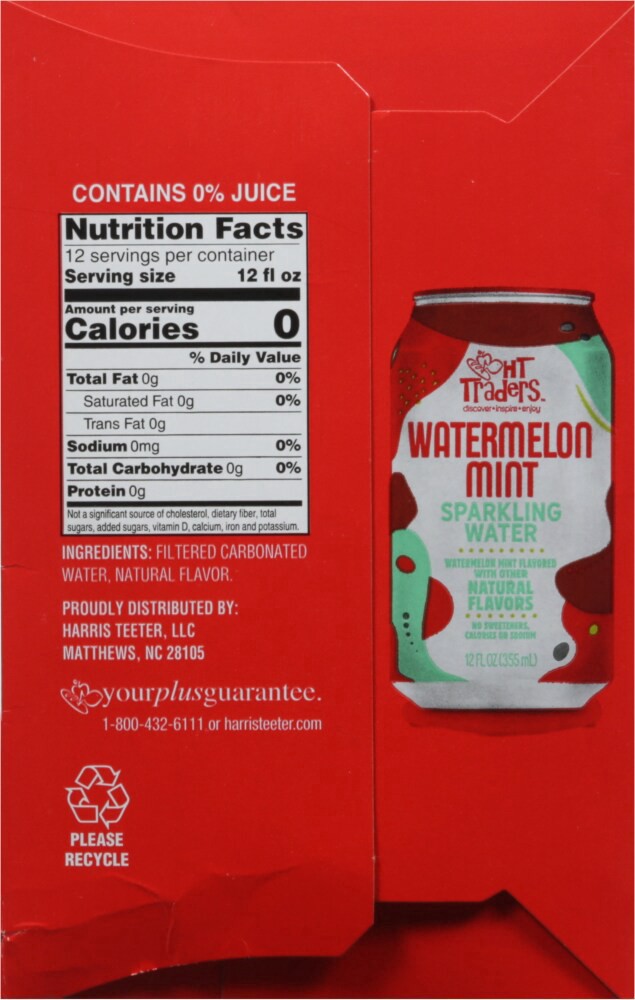 CONTAINS 0% JUICE
Nutrition Facts
12 servings per container
Serving size 12 fl oz
Amount per serving
Calories 0
% Daily Value
Total Fat 0g 0%
Saturated Fat 0g 0%
Trans Fat 0g
Sodium 0mg 0%
Total Carbohydrate 0g 0%
Protein 0g
Not a significant source of cholesterol, dietary fiber, total
sugars, added sugars, vitamin D, calcium, iron and potassium.
INGREDIENTS: FILTERED CARBONATED
WATER, NATURAL FLAVOR.
PROUDLY DISTRIBUTED BY:
HARRIS TEETER, LLC
MATTHEWS, NC 28105
yourplusguarantee.
1-800-432-6111 or harristeeter.com
PLEASE
RECYCLE
HT
Traders™
discover•inspire•enjoy
WATERMELON
MINT
SPARKLING
WATER
WATERMELON MINT FLAVORED
WITH OTHER
NATURAL
FLAVORS
NO SWEETENERS,
CALORIES OR SODIUM
12 FL OZ (355 mL)